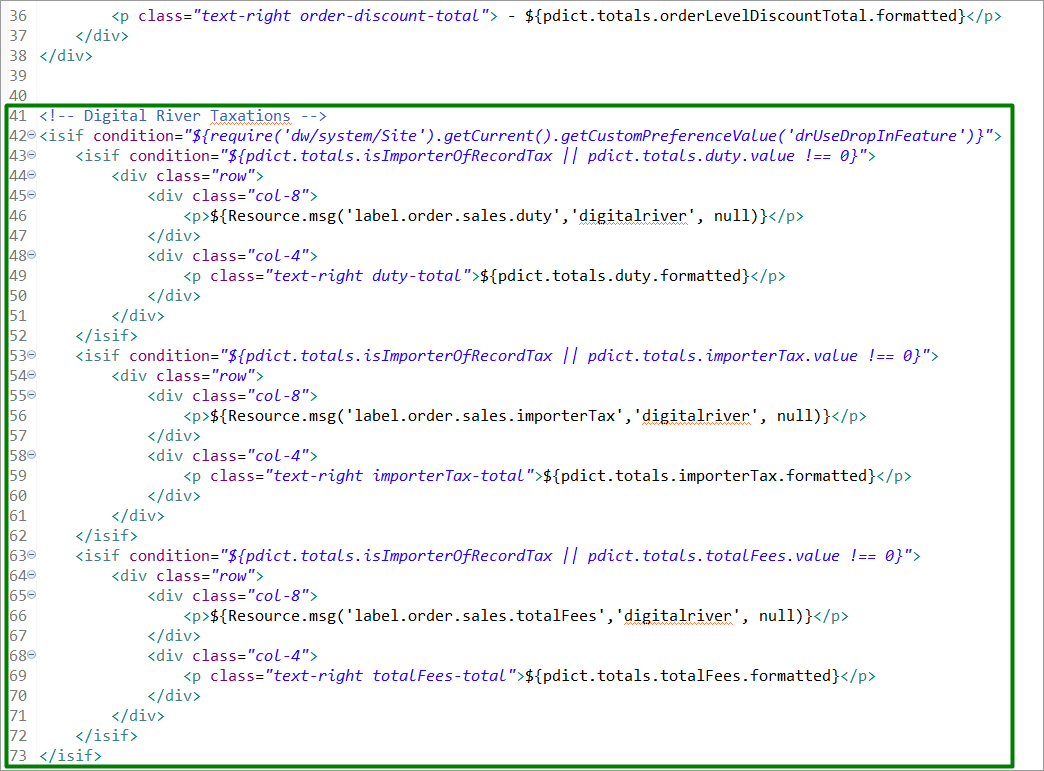 36         <p class="text-right order-discount-total"> - ${pdict.totals.orderLevelDiscountTotal.formatted}</p>
37     </div>
38 </div>
39
40
41 <!-- Digital River Taxations -->
42 <isif condition="${require('dw/system/Site').getCurrent().getCustomPreferenceValue('drUseDropInFeature')}">
43     <isif condition="${pdict.totals.isImporterOfRecordTax || pdict.totals.duty.value !== 0}">
44         <div class="row">
45             <div class="col-8">
46                 <p>${Resource.msg('label.order.sales.duty','digitalriver', null)}</p>
47             </div>
48             <div class="col-4">
49                 <p class="text-right duty-total">${pdict.totals.duty.formatted}</p>
50             </div>
51         </div>
52     </isif>
53     <isif condition="${pdict.totals.isImporterOfRecordTax || pdict.totals.importerTax.value !== 0}">
54         <div class="row">
55             <div class="col-8">
56                 <p>${Resource.msg('label.order.sales.importerTax','digitalriver', null)}</p>
57             </div>
58             <div class="col-4">
59                 <p class="text-right importerTax-total">${pdict.totals.importerTax.formatted}</p>
60             </div>
61         </div>
62     </isif>
63     <isif condition="${pdict.totals.isImporterOfRecordTax || pdict.totals.totalFees.value !== 0}">
64         <div class="row">
65             <div class="col-8">
66                 <p>${Resource.msg('label.order.sales.totalFees','digitalriver', null)}</p>
67             </div>
68             <div class="col-4">
69                 <p class="text-right totalFees-total">${pdict.totals.totalFees.formatted}</p>
70             </div>
71         </div>
72     </isif>
73 </isif>